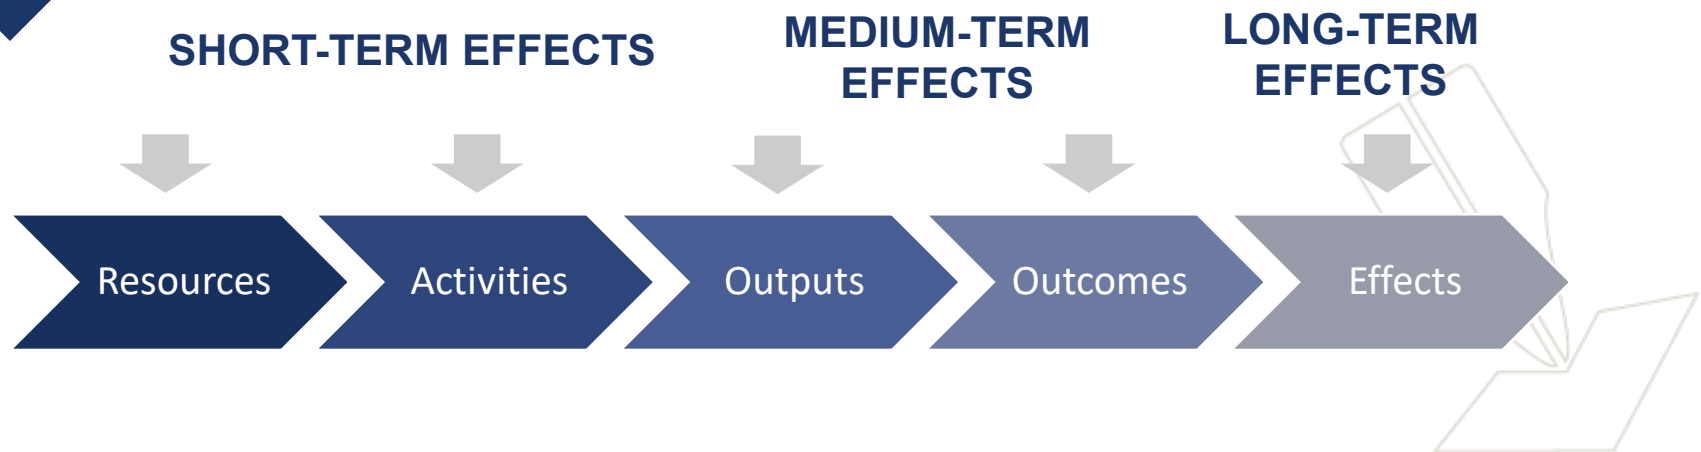 SHORT-TERM EFFECTS
MEDIUM-TERM
EFFECTS
LONG-TERM
EFFECTS
Resources
Activities
Outputs
Outcomes
Effects